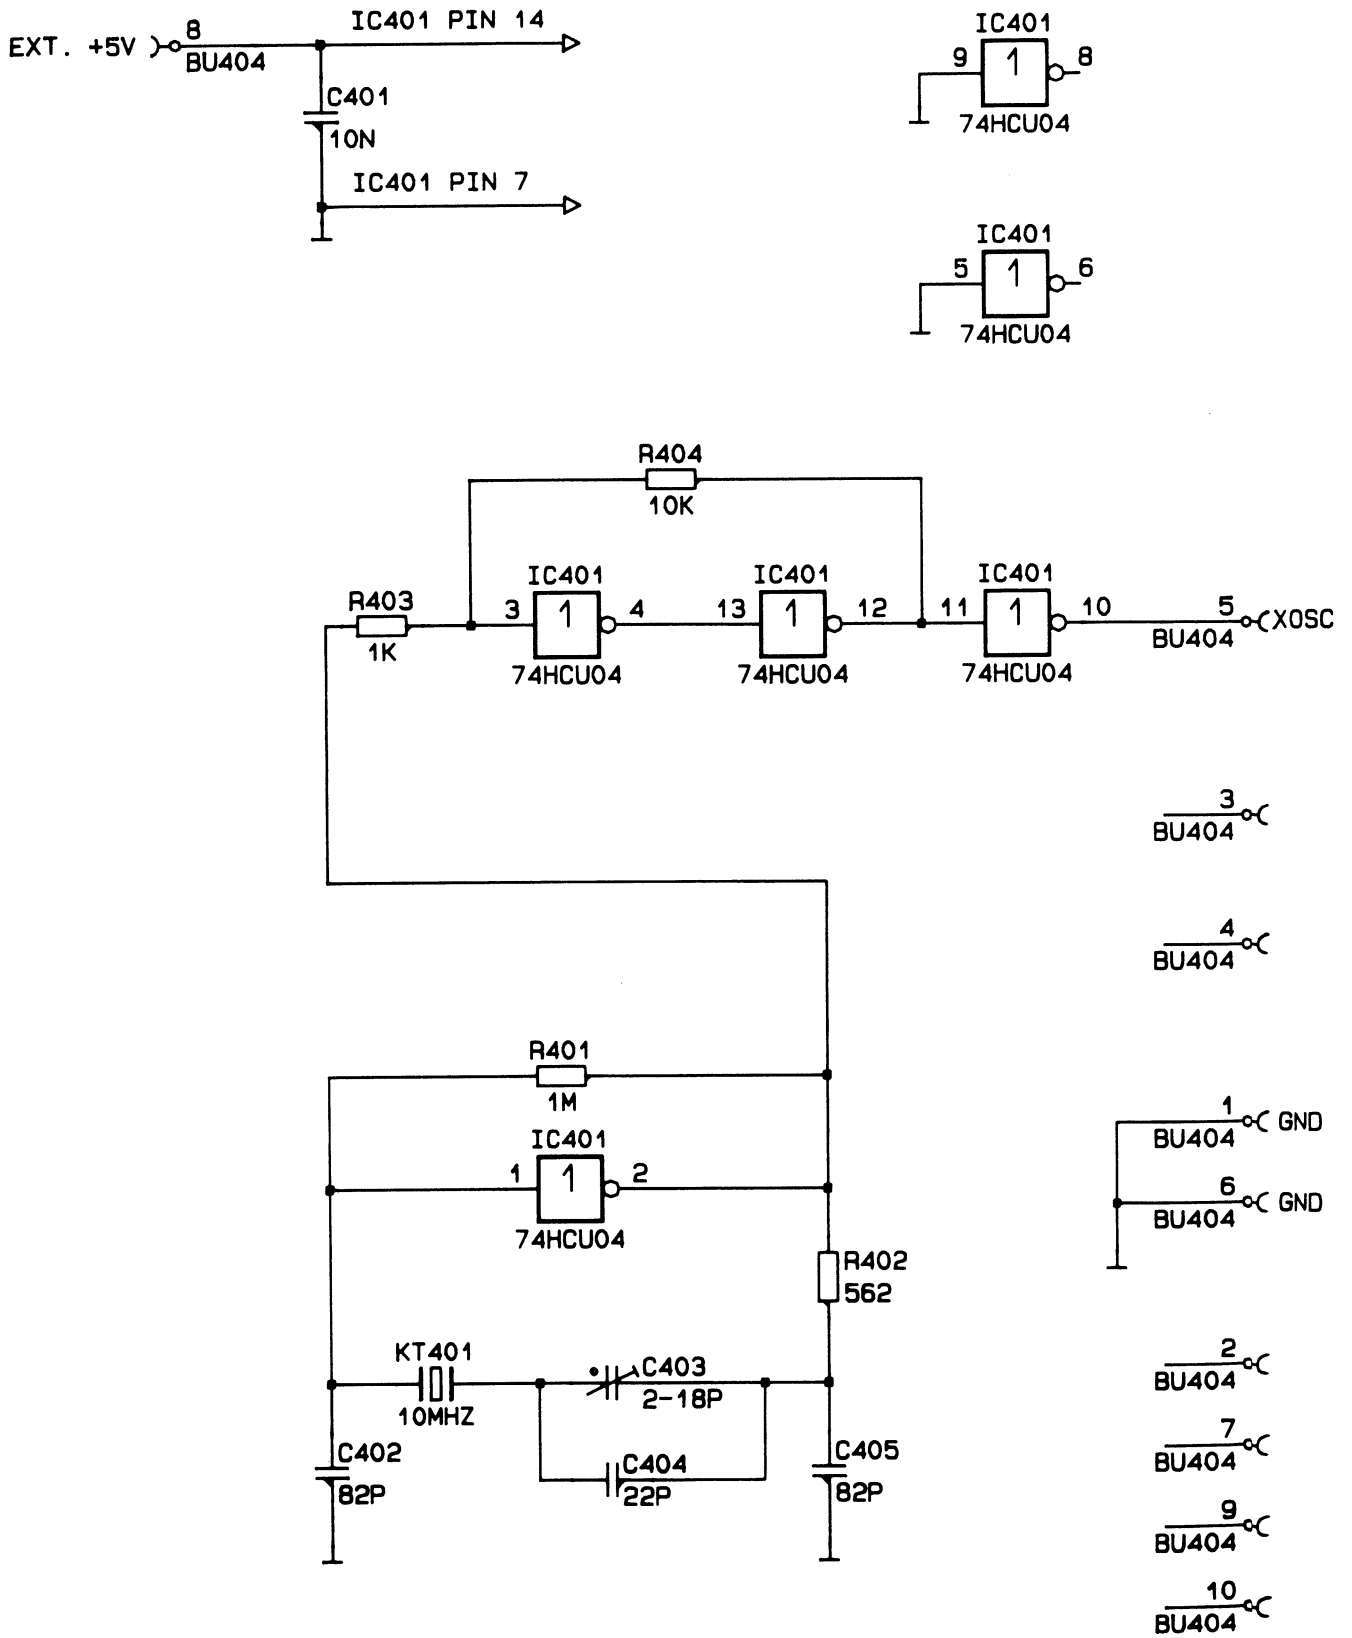 IC401 PIN 14
EXT. +5V
8
BU404
C401
10N
IC401 PIN 7
IC401
9
1
8
74HCU04
IC401
5
1
6
74HCU04
R404
10K
R403
1K
IC401
3
1
4
74HCU04
IC401
13
1
12
74HCU04
IC401
11
1
10
74HCU04
5
BU404
XOSC
3
BU404
4
BU404
R401
1M
IC401
1
1
2
74HCU04
1
BU404
GND
6
BU404
GND
R402
562
KT401
10MHZ
C403
2-18P
C402
82P
C404
22P
C405
82P
2
BU404
7
BU404
9
BU404
10
BU404